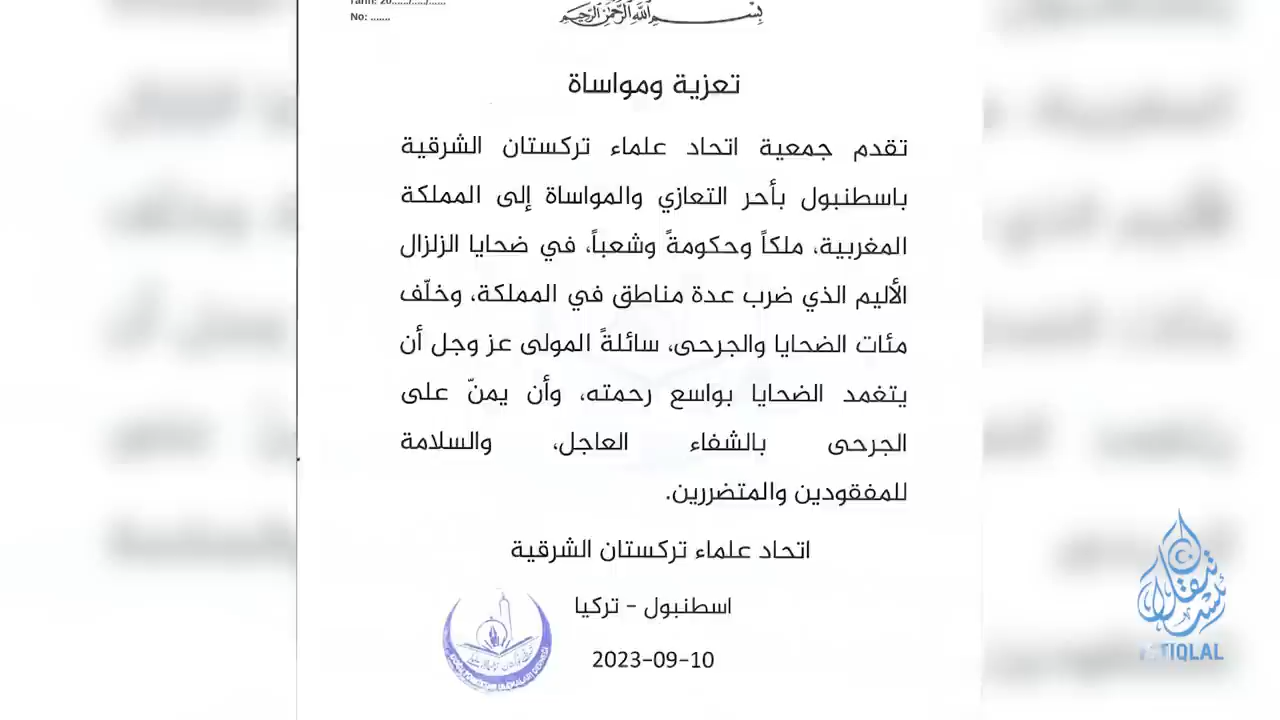 Tarih: 20....../...../......
No: .......
بسم الله الرحمن الرحيم
تعزية ومواساة
تقدم جمعية اتحاد علماء تركستان الشرقية
باسطنبول بأحر التعازي والمواساة إلى المملكة
المغربية، ملكاً وحكومةً وشعباً، في ضحايا الزلزال
الأليم الذي ضرب عدة مناطق في المملكة، وخلّف
مئات الضحايا والجرحى، سائلةً المولى عز وجل أن
يتغمد الضحايا بواسع رحمته، وأن يمنّ على
الجرحى بالشفاء العاجل، والسلامة
للمفقودين والمتضررين.
اتحاد علماء تركستان الشرقية
اسطنبول - تركيا
2023-09-10
ISTIQLAL